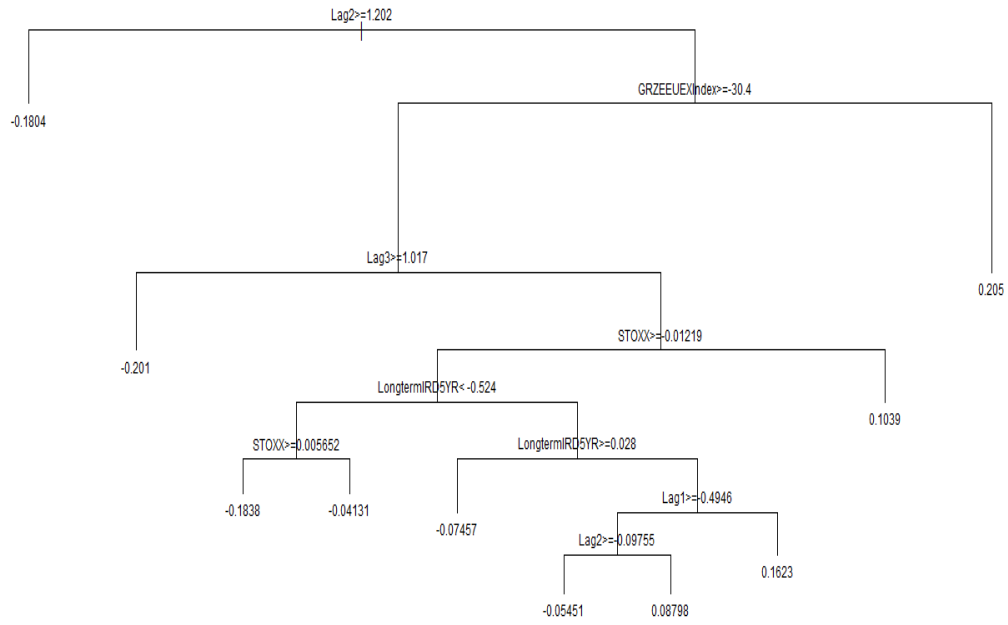 Lag2>=1.202
GRZEEUEXIndex>=-30.4
-0.1804
Lag3>=1.017
0.205
STOXX>=-0.01219
-0.201
LongtermIRD5YR< -0.524
0.1039
STOXX>=0.005652
LongtermIRD5YR>=0.028
Lag1>=-0.4946
-0.1838
-0.04131
-0.07457
Lag2>=-0.09755
0.1623
-0.05451
0.08798